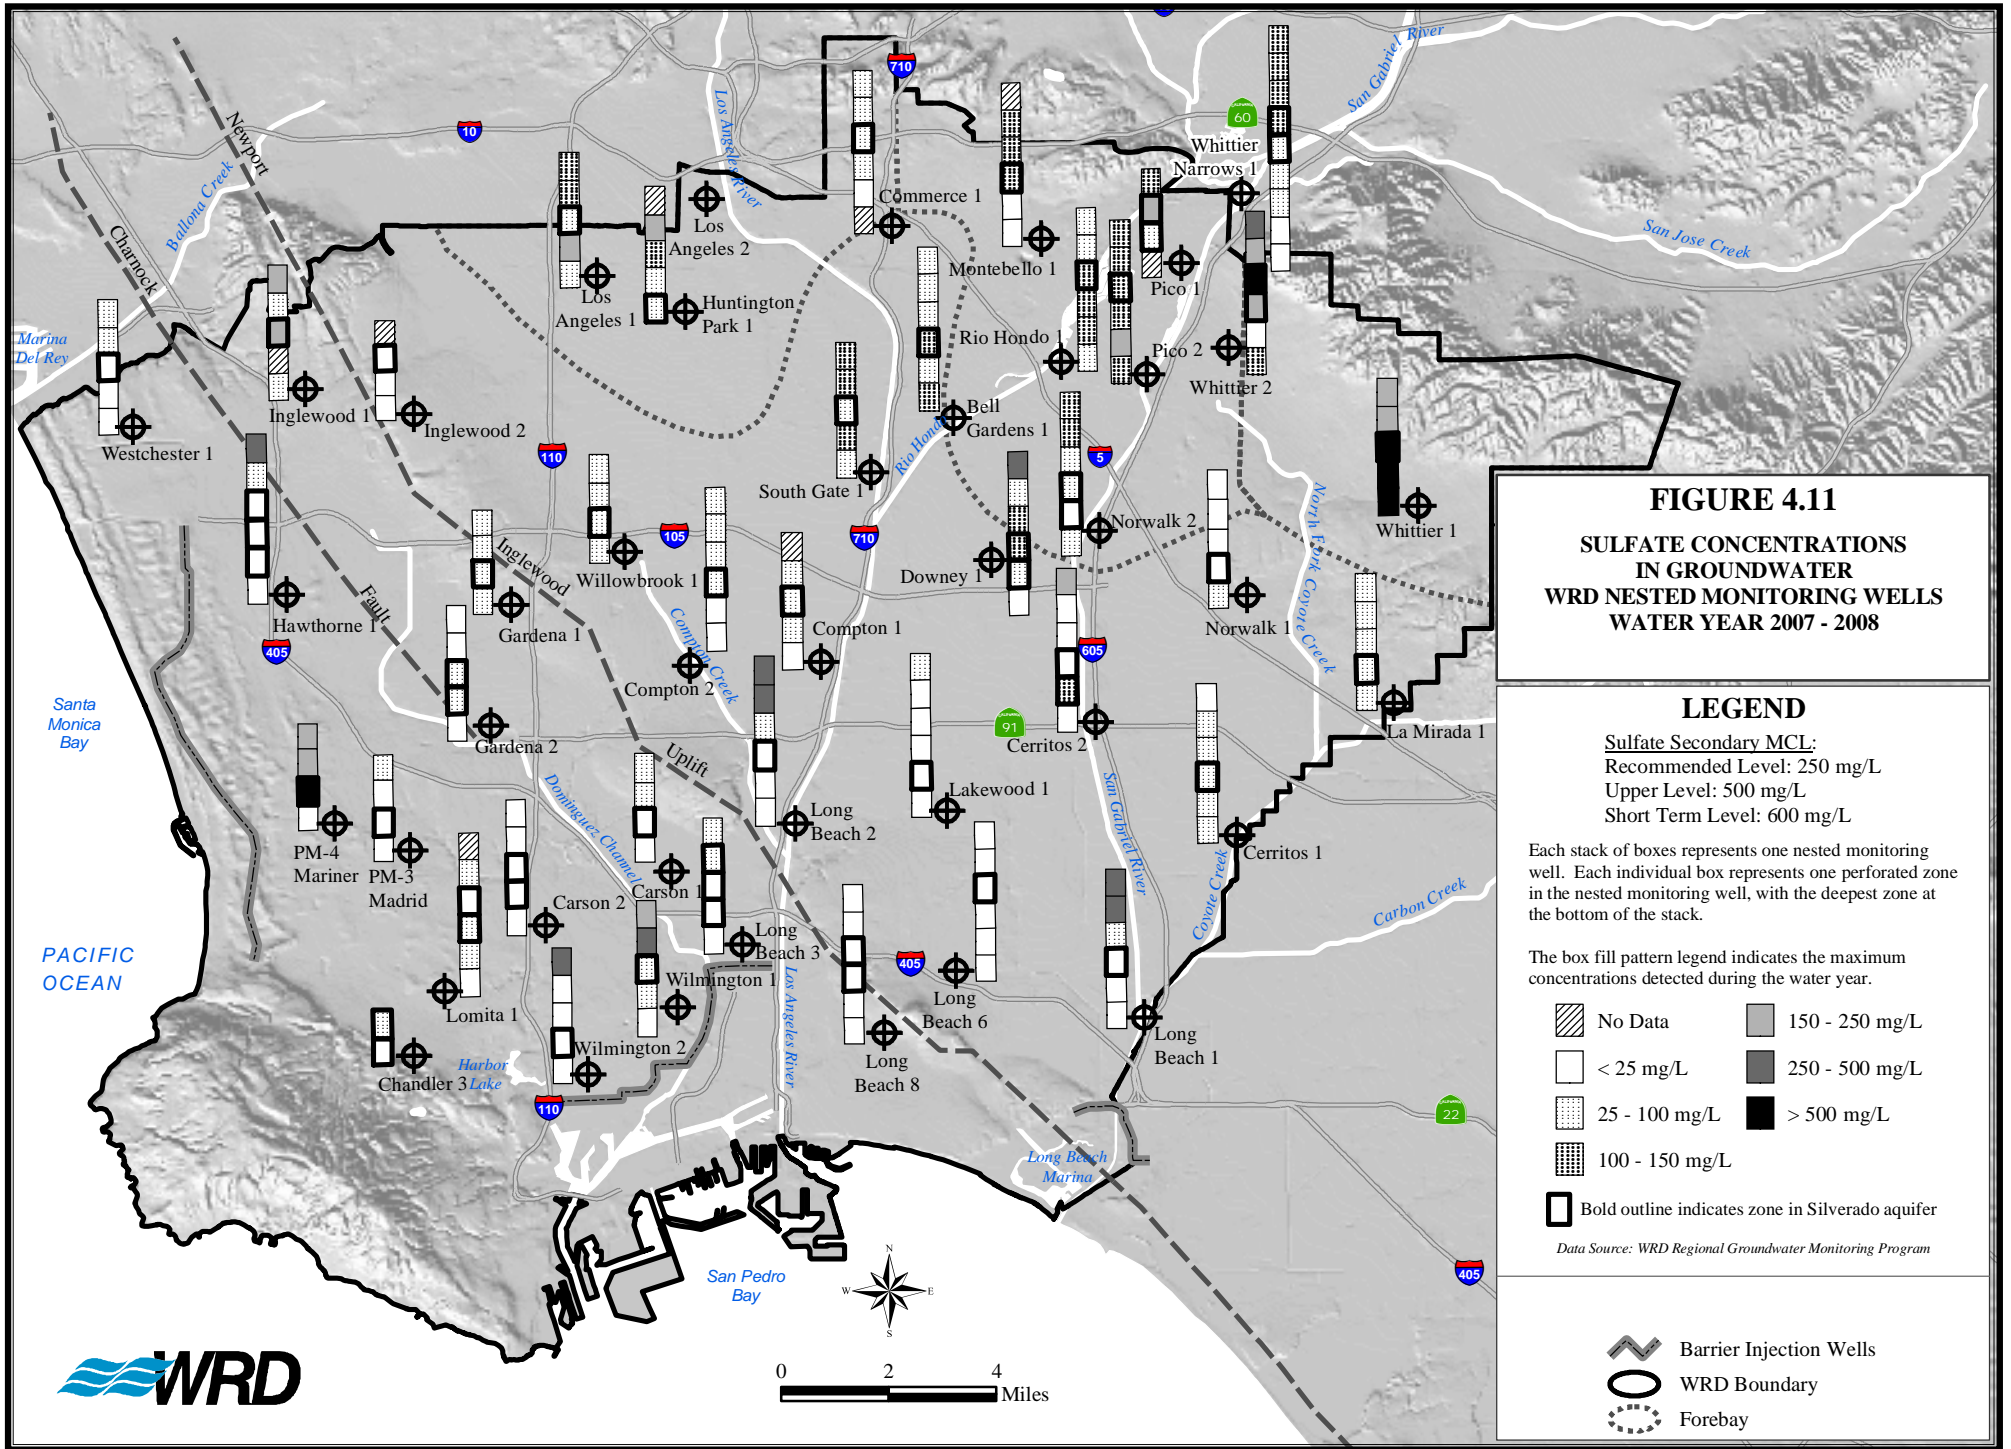 FIGURE 4.11
SULFATE CONCENTRATIONS
IN GROUNDWATER
WRD NESTED MONITORING WELLS
WATER YEAR 2007 - 2008
LEGEND
Sulfate Secondary MCL:
Recommended Level: 250 mg/L
Upper Level: 500 mg/L
Short Term Level: 600 mg/L
Each stack of boxes represents one nested monitoring
well. Each individual box represents one perforated zone
in the nested monitoring well, with the deepest zone at
the bottom of the stack.
The box fill pattern legend indicates the maximum
concentrations detected during the water year.
No Data
< 25 mg/L
25 - 100 mg/L
100 - 150 mg/L
150 - 250 mg/L
250 - 500 mg/L
> 500 mg/L
Bold outline indicates zone in Silverado aquifer
Data Source: WRD Regional Groundwater Monitoring Program
Barrier Injection Wells
WRD Boundary
Forebay
710
10
CALIFORNIA
60
San Gabriel River
Whittier
Narrows 1
Los Angeles River
Newport
Ballona Creek
Charnock
Los
Angeles 2
Commerce 1
Montebello 1
Pico 1
San Jose Creek
Los
Angeles 1
Huntington
Park 1
Marina
Del Rey
Rio Hondo 1
Pico 2
Whittier 2
Inglewood 1
Inglewood 2
Westchester 1
Bell
Gardens 1
Rio Hondo
110
5
South Gate 1
Whittier 1
North Fork Coyote Creek
Norwalk 2
105
710
Inglewood
Willowbrook 1
Downey 1
Fault
Hawthorne 1
Gardena 1
Compton Creek
Compton 1
Norwalk 1
405
605
Compton 2
Santa
Monica
Bay
Gardena 2
Uplift
CALIFORNIA
91
Cerritos 2
La Mirada 1
Dominguez Channel
Lakewood 1
San Gabriel River
Long
Beach 2
PM-4
Mariner
PM-3
Madrid
Cerritos 1
Carson 1
Carson 2
Coyote Creek
Carbon Creek
Long
Beach 3
PACIFIC
OCEAN
405
Wilmington 1
Los Angeles River
Long
Beach 6
Lomita 1
Wilmington 2
Long
Beach 1
Long
Beach 8
Harbor
Lake
Chandler 3
110
CALIFORNIA
22
Long Beach
Marina
San Pedro
Bay
N
W
E
S
405
WRD
0 2 4
Miles